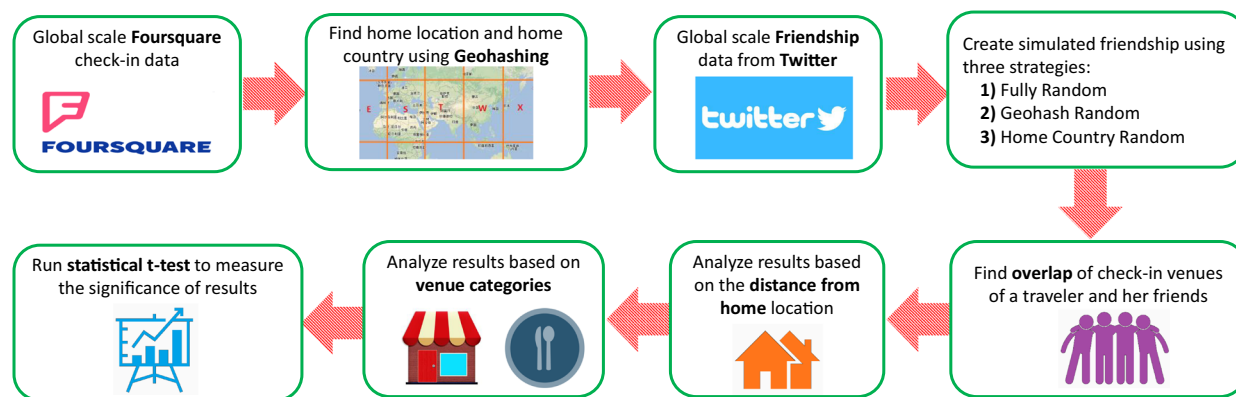 Global scale Foursquare
check-in data
FOURSQUARE
Find home location and home
country using Geohashing
E S T W X
Global scale Friendship
data from Twitter
twitter
Create simulated friendship using
three strategies:
1) Fully Random
2) Geohash Random
3) Home Country Random
Find overlap of check-in venues
of a traveler and her friends
Analyze results based
on the distance from
home location
Analyze results based on
venue categories
Run statistical t-test to measure
the significance of results